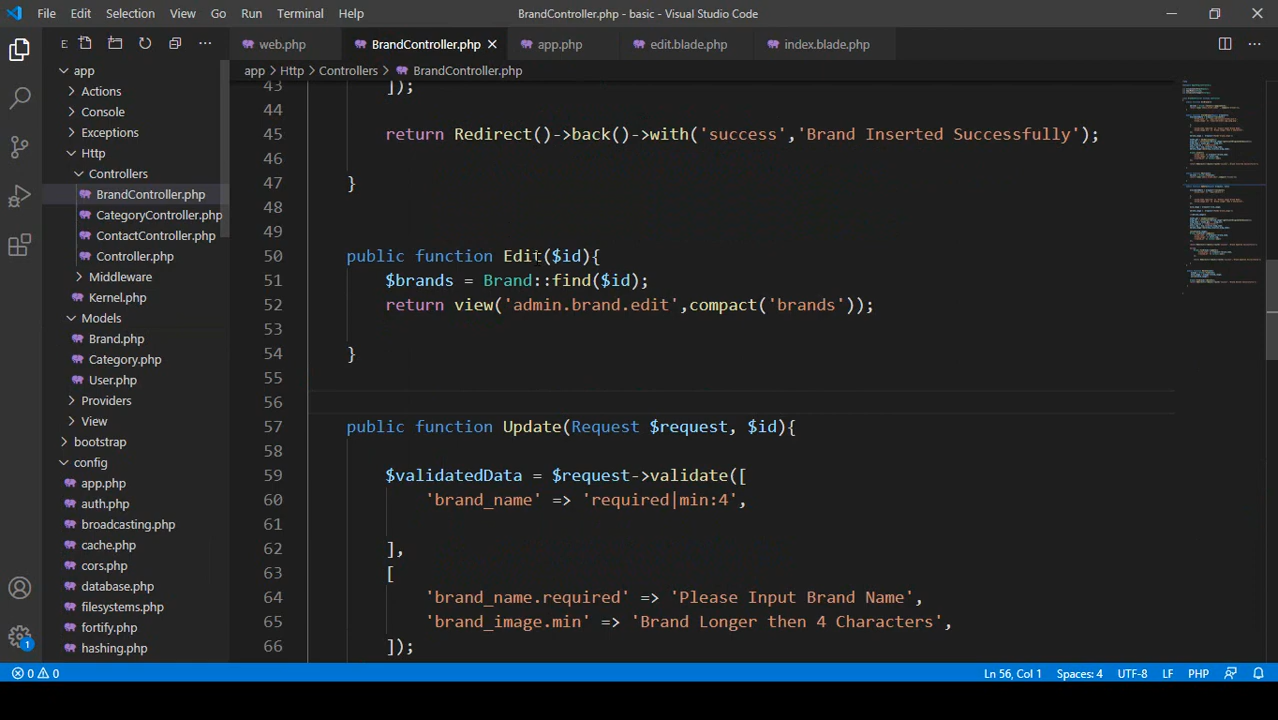 File Edit Selection View Go Run Terminal Help
BrandController.php - basic - Visual Studio Code
E
web.php
BrandController.php
app.php
edit.blade.php
index.blade.php
app > Http > Controllers > BrandController.php
app
Actions
Console
Exceptions
Http
Controllers
BrandController.php
CategoryController.php
ContactController.php
Controller.php
Middleware
Kernel.php
Models
Brand.php
Category.php
User.php
Providers
View
bootstrap
config
app.php
auth.php
broadcasting.php
cache.php
cors.php
database.php
filesystems.php
fortify.php
hashing.php
43 ]);
44
45 return Redirect()->back()->with('success','Brand Inserted Successfully');
46
47 }
48
49
50 public function Edit($id){
51 $brands = Brand::find($id);
52 return view('admin.brand.edit',compact('brands'));
53
54 }
55
56
57 public function Update(Request $request, $id){
58
59 $validatedData = $request->validate([
60 'brand_name' => 'required|min:4',
61
62 ],
63 [
64 'brand_name.required' => 'Please Input Brand Name',
65 'brand_image.min' => 'Brand Longer then 4 Characters',
66 ]);
1
0 0
Ln 56, Col 1
Spaces: 4
UTF-8
LF
PHP